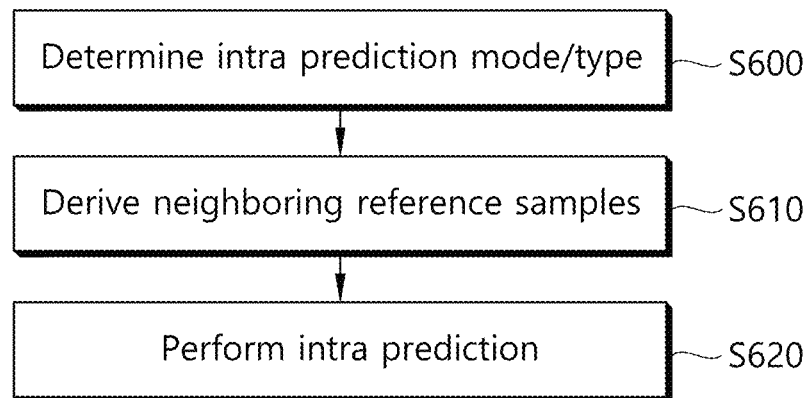 Determine intra prediction mode/type S600
Derive neighboring reference samples S610
Perform intra prediction S620